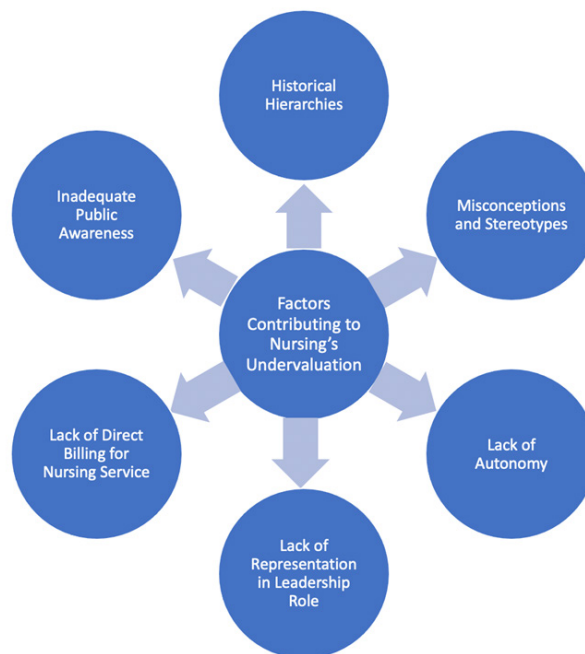 Historical
Hierarchies
Inadequate
Public
Awareness
Misconceptions
and Stereotypes
Factors
Contributing to
Nursing’s
Undervaluation
Lack of Direct
Billing for
Nursing Service
Lack of
Autonomy
Lack of
Representation
in Leadership
Role